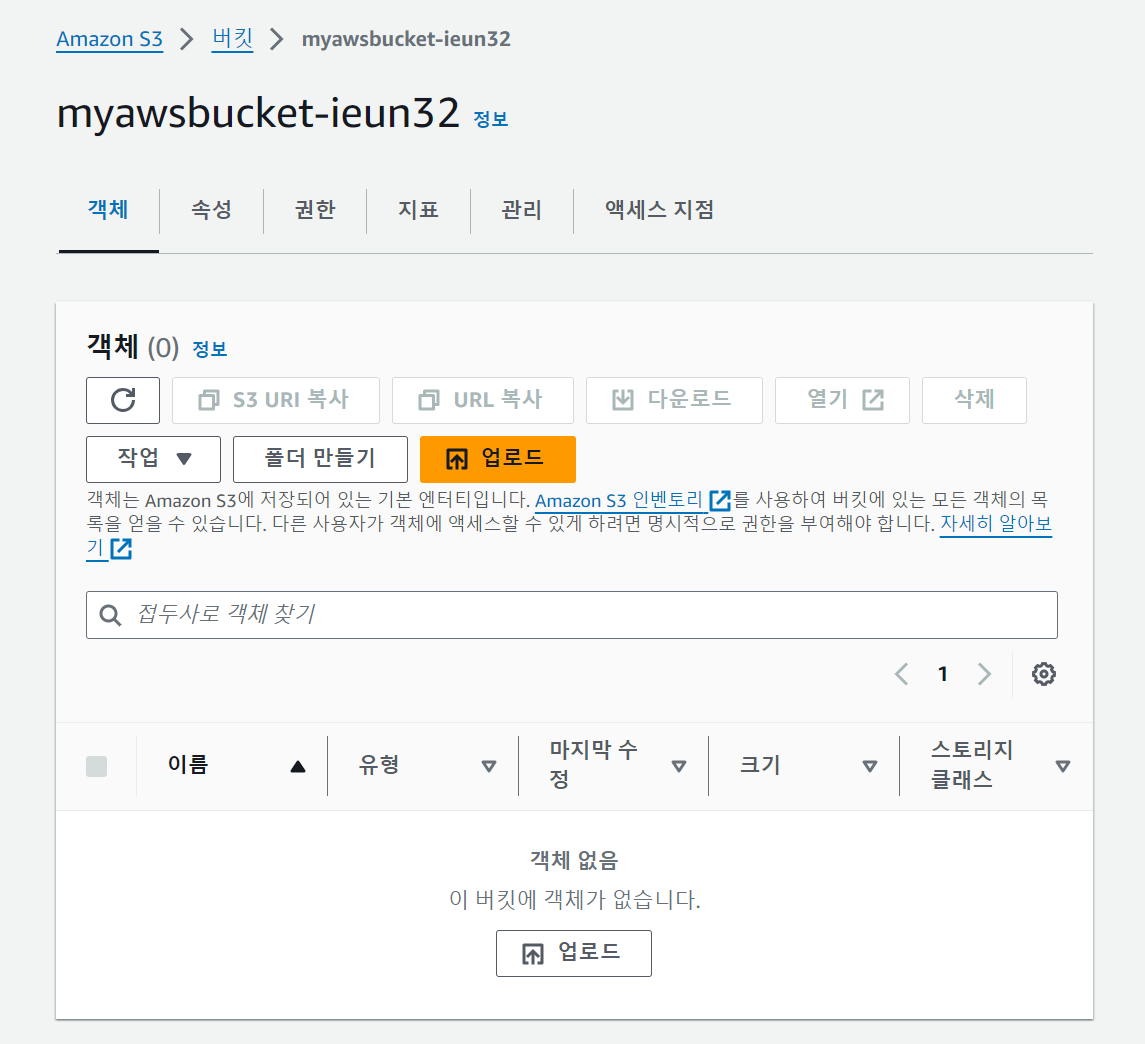 Amazon S3 > 버킷 > myawsbucket-ieun32
myawsbucket-ieun32 정보
객체 속성 권한 지표 관리 액세스 지점
객체 (0) 정보
S3 URI 복사 URL 복사 다운로드 열기 삭제
작업 폴더 만들기 업로드
객체는 Amazon S3에 저장되어 있는 기본 엔터티입니다. Amazon S3 인벤토리 를 사용하여 버킷에 있는 모든 객체의 목
록을 얻을 수 있습니다. 다른 사용자가 객체에 액세스할 수 있게 하려면 명시적으로 권한을 부여해야 합니다. 자세히 알아보
기
접두사로 객체 찾기
1
이름 유형 마지막 수정 크기 스토리지 클래스
객체 없음
이 버킷에 객체가 없습니다.
업로드